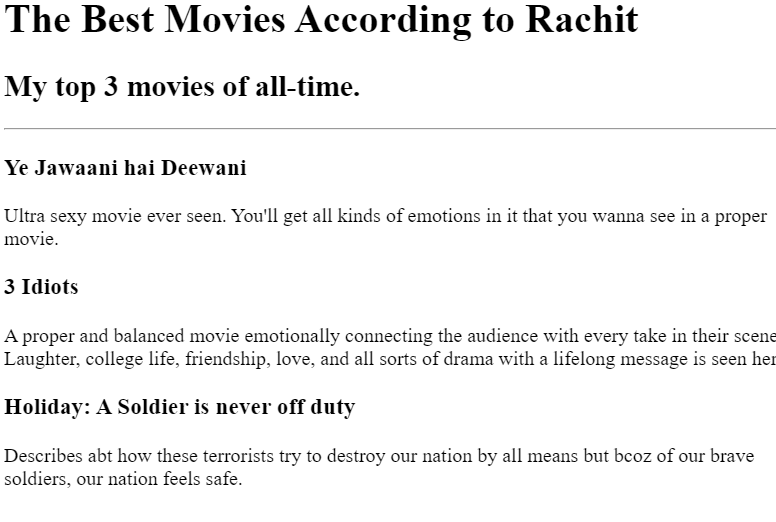 The Best Movies According to Rachit
My top 3 movies of all-time.
Ye Jawaani hai Deewani
Ultra sexy movie ever seen. You'll get all kinds of emotions in it that you wanna see in a proper
movie.
3 Idiots
A proper and balanced movie emotionally connecting the audience with every take in their scene
Laughter, college life, friendship, love, and all sorts of drama with a lifelong message is seen her
Holiday: A Soldier is never off duty
Describes abt how these terrorists try to destroy our nation by all means but bcoz of our brave
soldiers, our nation feels safe.